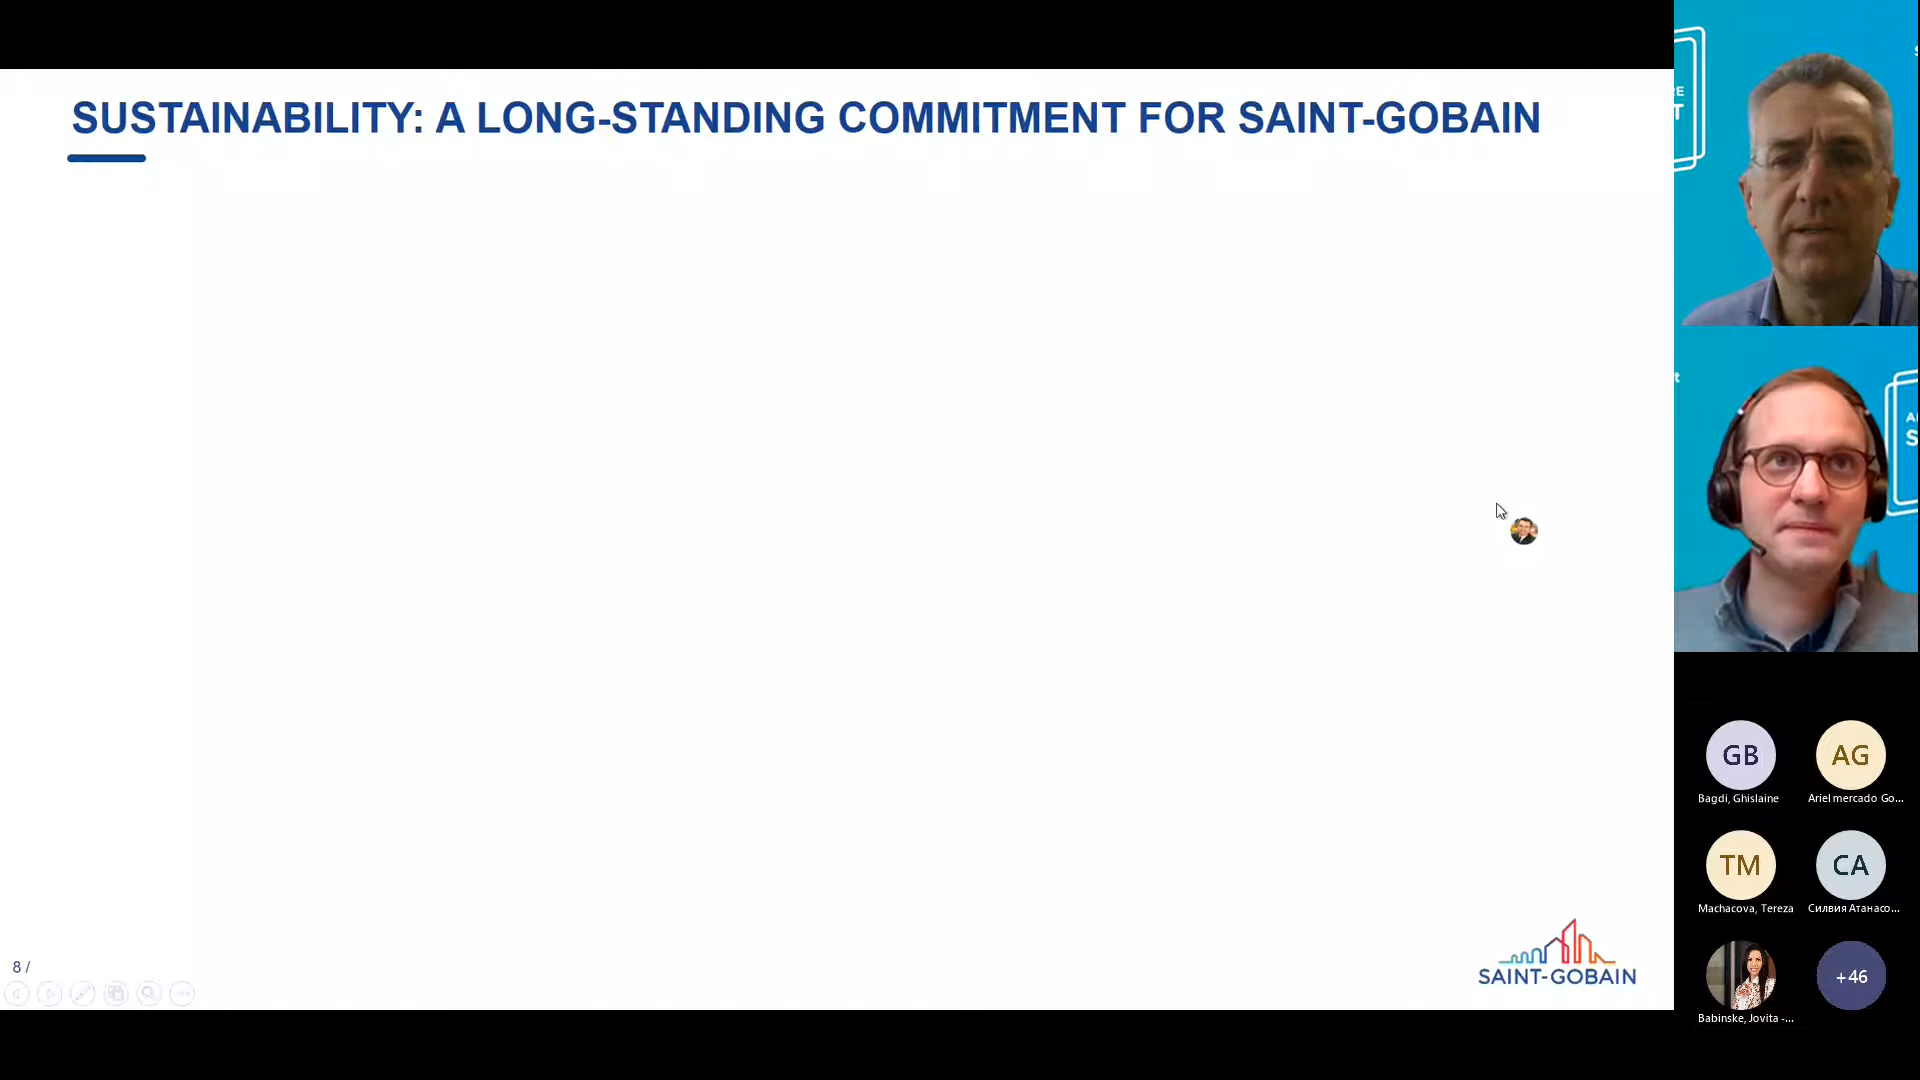 SUSTAINABILITY: A LONG-STANDING COMMITMENT FOR SAINT-GOBAIN
8 /
SAINT-GOBAIN
GB
Bagdi, Ghislaine
AG
Ariel mercado Go...
TM
Machacova, Tereza
CA
Силвия Атанасо...
Babinske, Jovita -...
+46